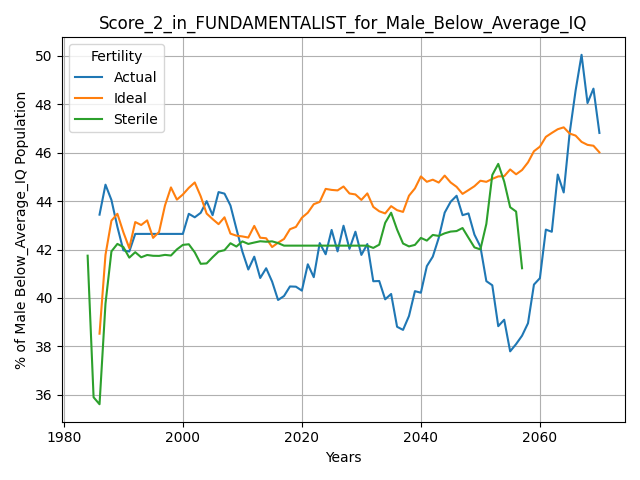 Score_2_in_FUNDAMENTALIST_for_Male_Below_Average_IQ
Fertility
Actual
Ideal
Sterile
% of Male Below_Average_IQ Population
50
48
46
44
42
40
38
36
1980
2000
2020
2040
2060
Years